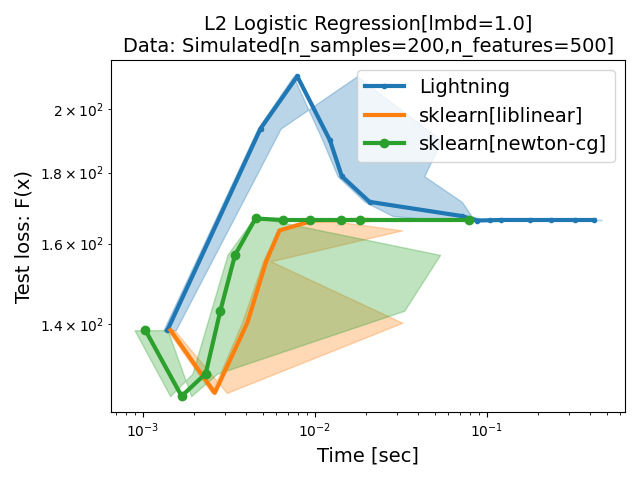 L2 Logistic Regression[lmbd=1.0]
Data: Simulated[n_samples=200,n_features=500]
Test loss: F(x)
2 × 10²
1.8 × 10²
1.6 × 10²
1.4 × 10²
Lightning
sklearn[liblinear]
sklearn[newton-cg]
10⁻³
10⁻²
10⁻¹
Time [sec]